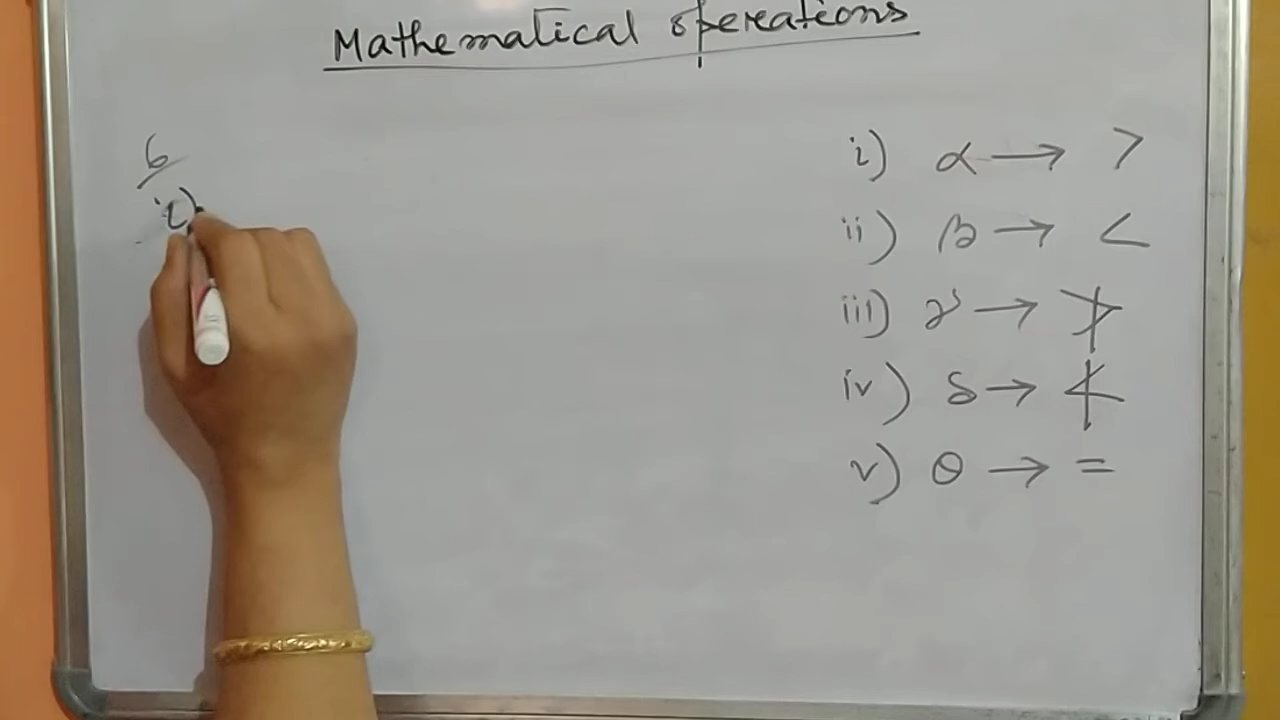 Mathematical operations
6
i)
i) α → >
ii) β → <
iii) γ → ≯
iv) δ → ≮
v) θ → =